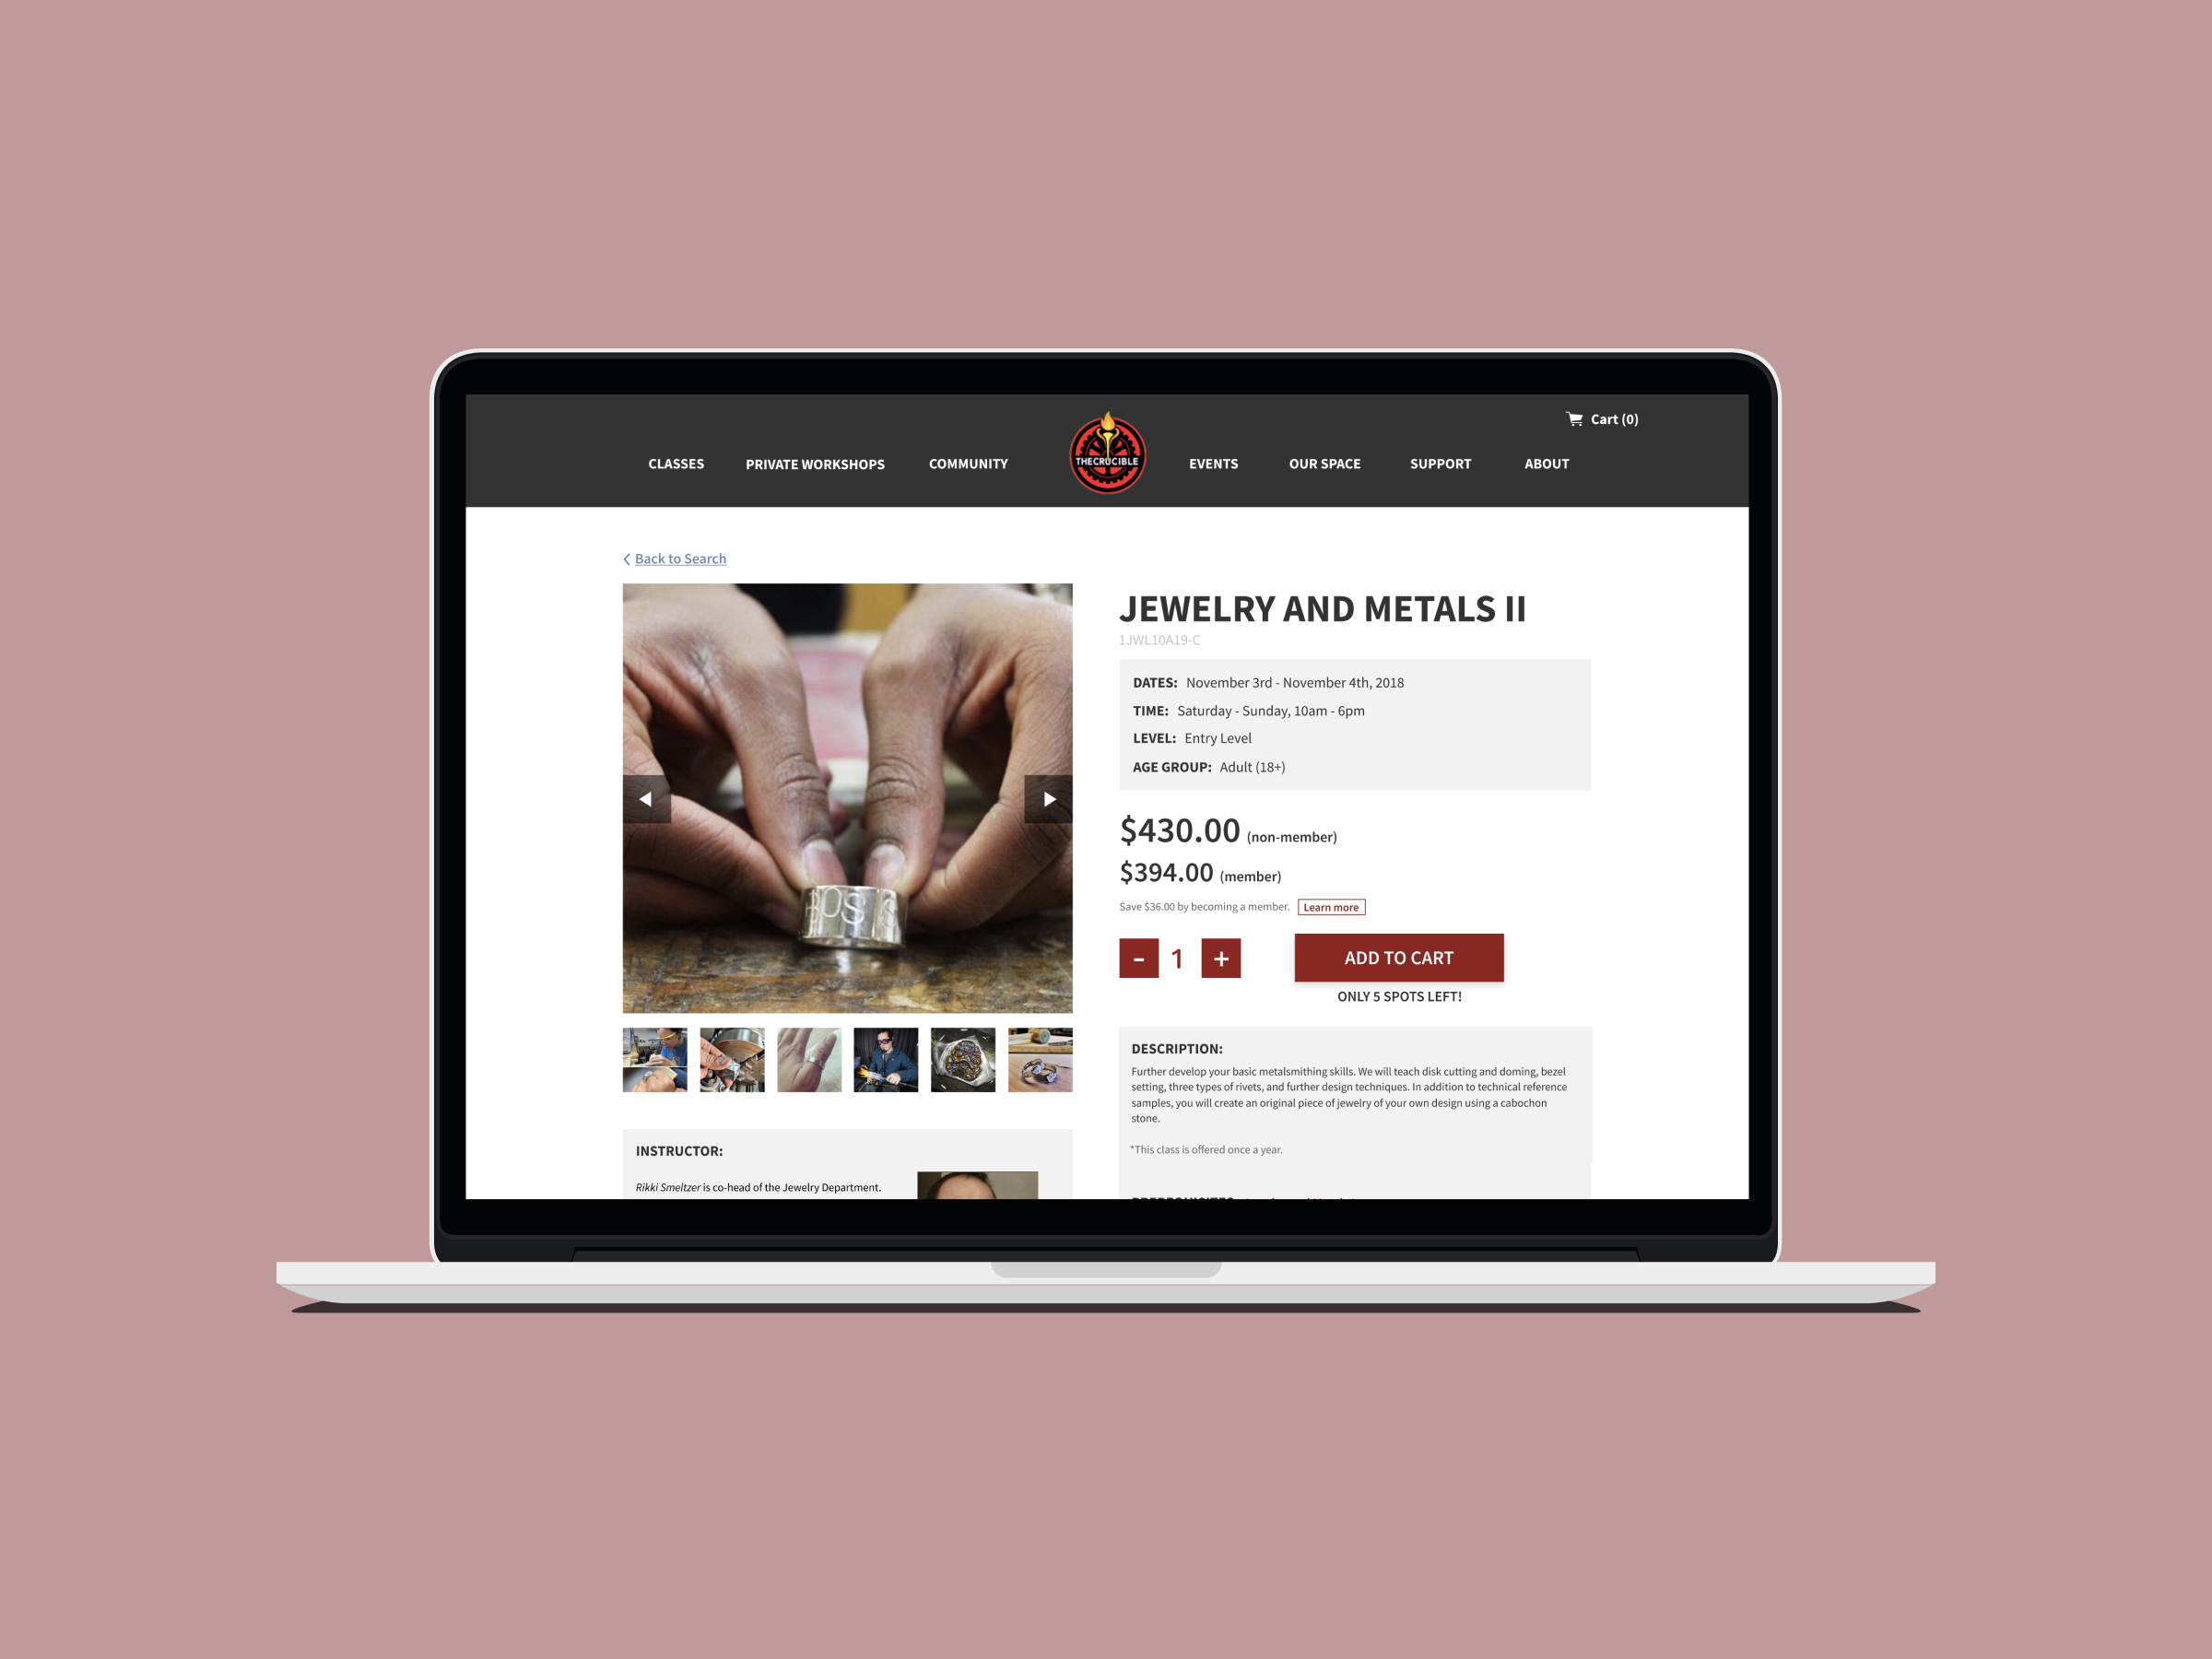 Cart (0)
CLASSES PRIVATE WORKSHOPS COMMUNITY THECRUCIBLE EVENTS OUR SPACE SUPPORT ABOUT
Back to Search
JEWELRY AND METALS II
1JWL10A19-C
DATES: November 3rd - November 4th, 2018
TIME: Saturday - Sunday, 10am - 6pm
LEVEL: Entry Level
AGE GROUP: Adult (18+)
$430.00 (non-member)
$394.00 (member)
Save $36.00 by becoming a member. Learn more
- 1 + ADD TO CART
ONLY 5 SPOTS LEFT!
DESCRIPTION:
Further develop your basic metalsmithing skills. We will teach disk cutting and doming, bezel
setting, three types of rivets, and further design techniques. In addition to technical reference
samples, you will create an original piece of jewelry of your own design using a cabochon
stone.
*This class is offered once a year.
INSTRUCTOR:
Rikki Smeltzer is co-head of the Jewelry Department.